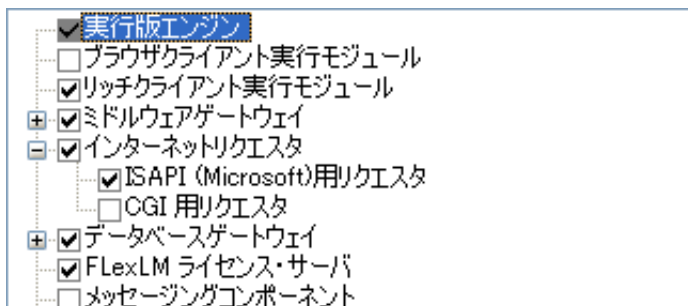 実行版エンジン
ブラウザクライアント実行モジュール
リッチクライアント実行モジュール
ミドルウェアゲートウェイ
インターネットリクエスタ
ISAPI (Microsoft)用リクエスタ
CGI 用リクエスタ
データベースゲートウェイ
FLexLM ライセンス・サーバ
メッセージングコンポーネント